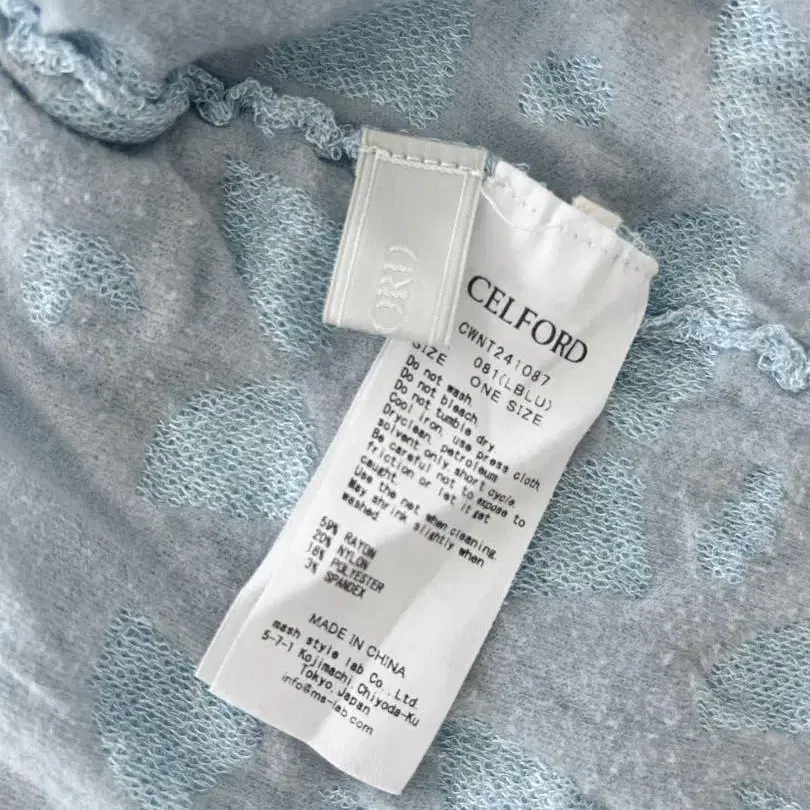 ORD
CELFORD
CWNT241087
081(LBLU)
SIZE ONE SIZE
Do not wash.
Do not bleach.
Do not tumble dry.
Cool iron, use press cloth.
Dryclean, petroleum
solvent only, short cycle.
Be careful not to expose to
friction or let it get
caught.
Use the net when cleaning.
May shrink slightly when
washed.
59% RAYON
20% NYLON
18% POLYESTER
3% SPANDEX
MADE IN CHINA
mash style lab Co., Ltd.
5-7-1 Kojimachi, Chiyoda-Ku
Tokyo, Japan
info@ms-lab.com